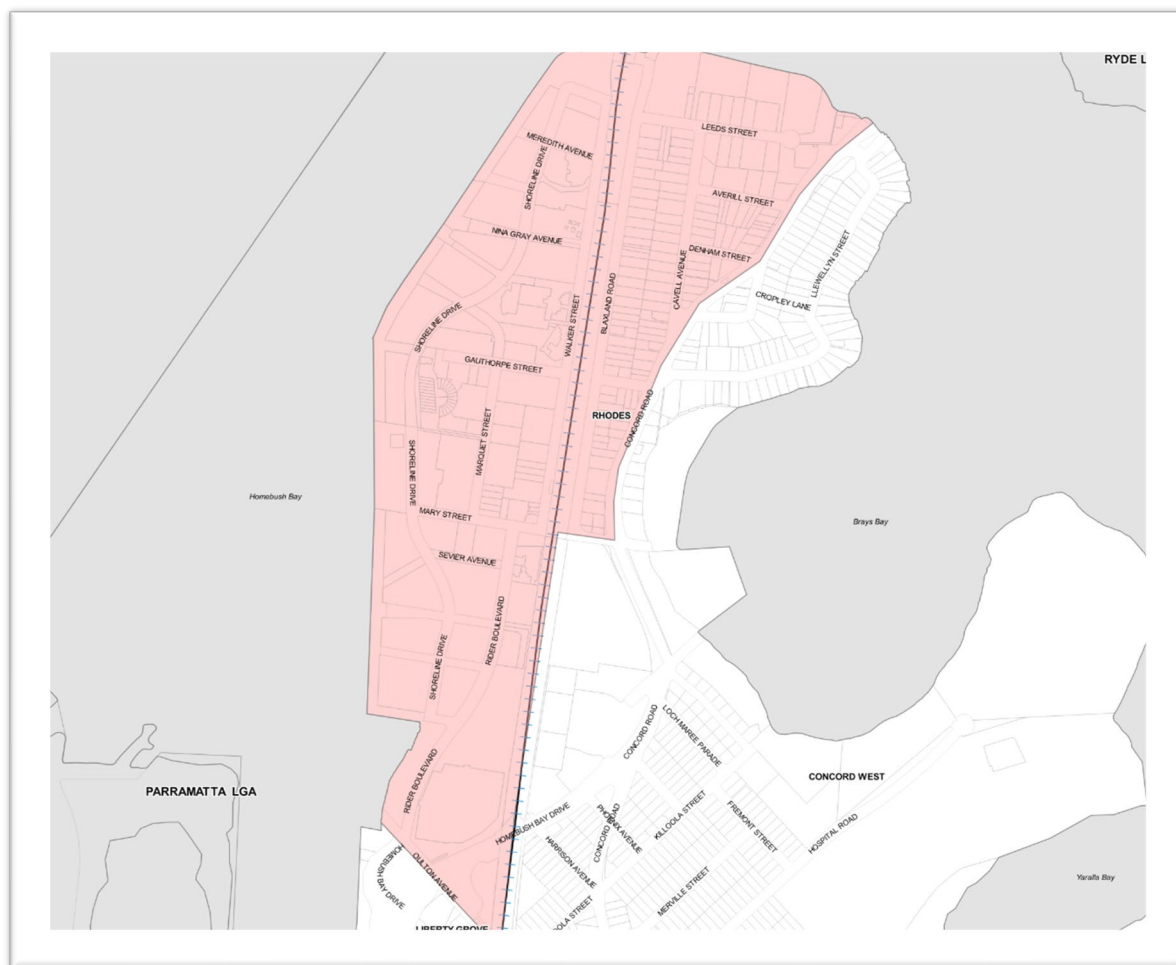 RYDE L
LEEDS STREET
MEREDITH AVENUE
SHORELINE DRIVE
AVERILL STREET
NINA GRAY AVENUE
DENHAM STREET
LLEWELLYN STREET
CAVELL AVENUE
CROPLEY LANE
BLAXLAND ROAD
WALKER STREET
SHORELINE DRIVE
GAUTHORPE STREET
RHODES
CONCORD ROAD
MARQUET STREET
SHORELINE DRIVE
Homebush Bay
MARY STREET
Brays Bay
SEVIER AVENUE
RIDER BOULEVARD
SHORELINE DRIVE
LOCH MAREE PARADE
CONCORD ROAD
RIDER BOULEVARD
CONCORD WEST
PARRAMATTA LGA
HOMEBUSH BAY DRIVE
PHOENIX AVENUE
CONCORD ROAD
KILLOOLA STREET
FREMONT STREET
HOSPITAL ROAD
HARRISON AVENUE
HOMEBUSH BAY DRIVE
OULTON AVENUE
MERVILLE STREET
Yaralla Bay
OOLA STREET
LIBERTY GROVE